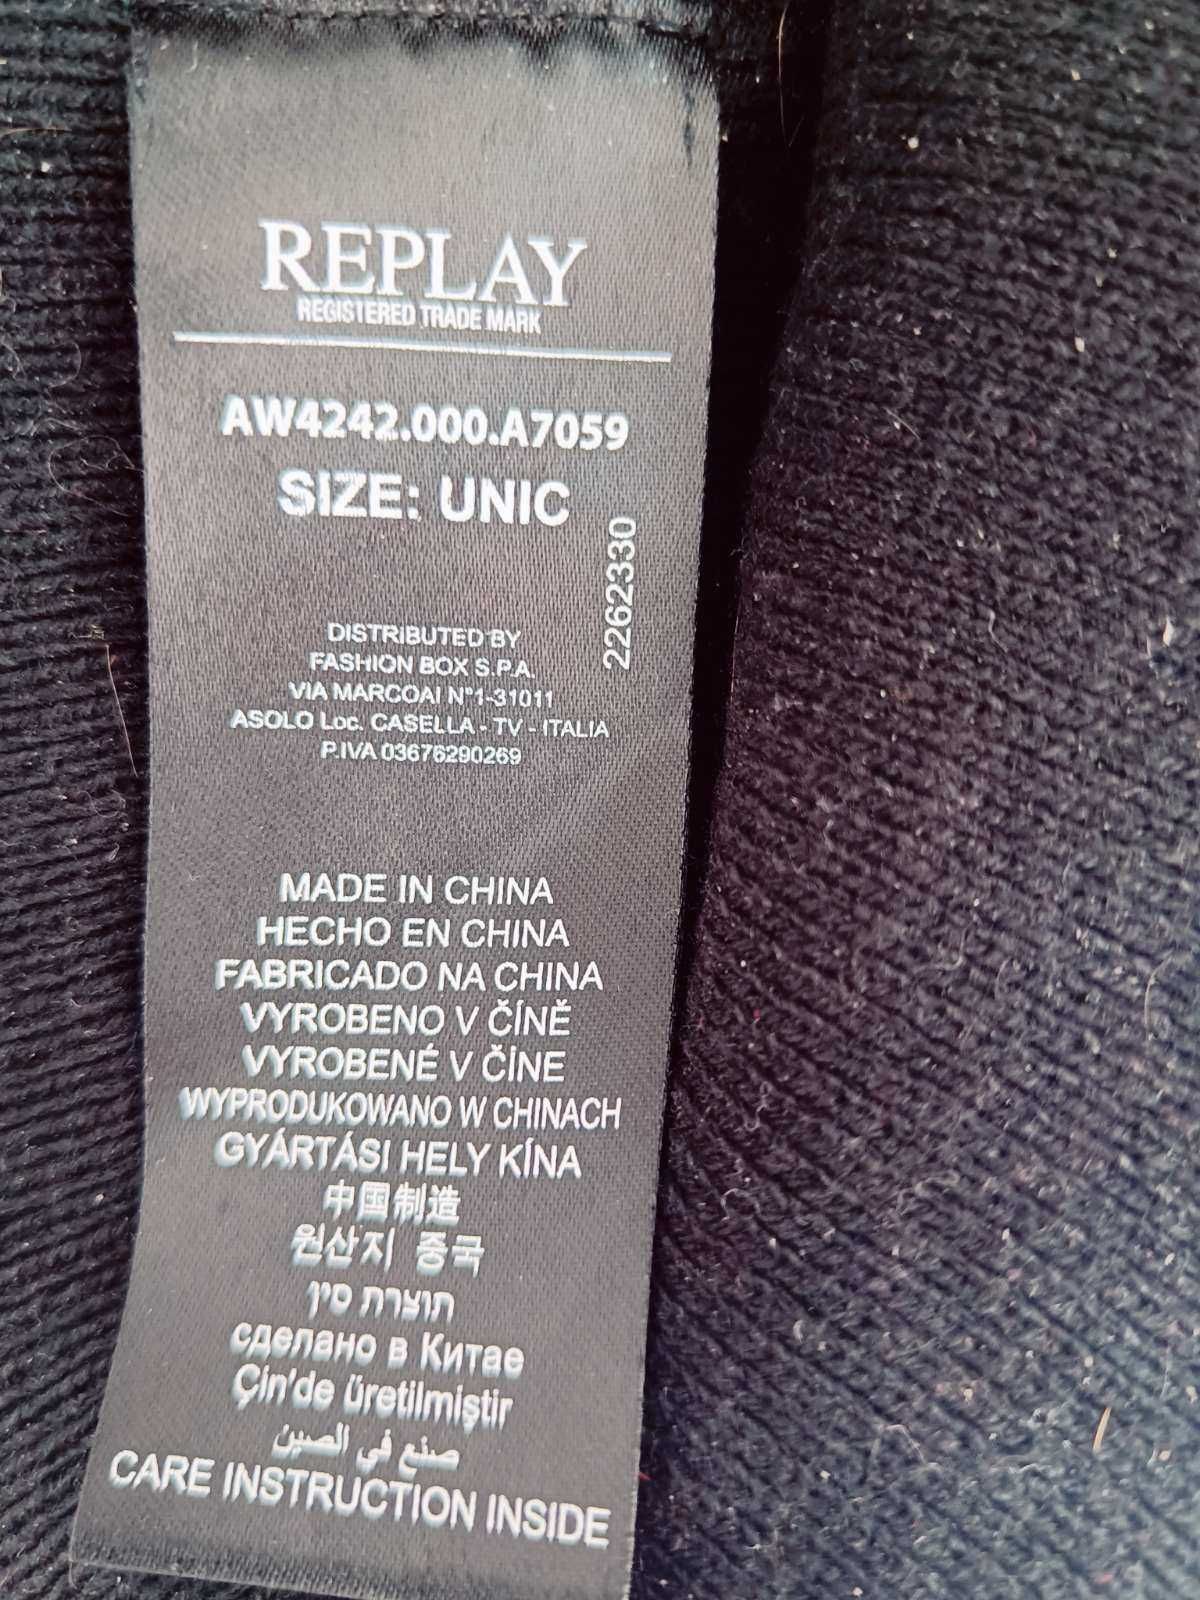 REPLAY
REGISTERED TRADE MARK
AW4242.000.A7059
SIZE: UNIC
2262330
DISTRIBUTED BY
FASHION BOX S.P.A.
VIA MARCOAI N°1-31011
ASOLO Loc. CASELLA - TV - ITALIA
P.IVA 03676290269
MADE IN CHINA
HECHO EN CHINA
FABRICADO NA CHINA
VYROBENO V ČÍNĚ
VYROBENÉ V ČÍNE
WYPRODUKOWANO W CHINACH
GYÁRTÁSI HELY KÍNA
中国制造
원산지 중국
תוצרת סין
сделано в Китае
Çin'de üretilmiştir
صنع في الصين
CARE INSTRUCTION INSIDE